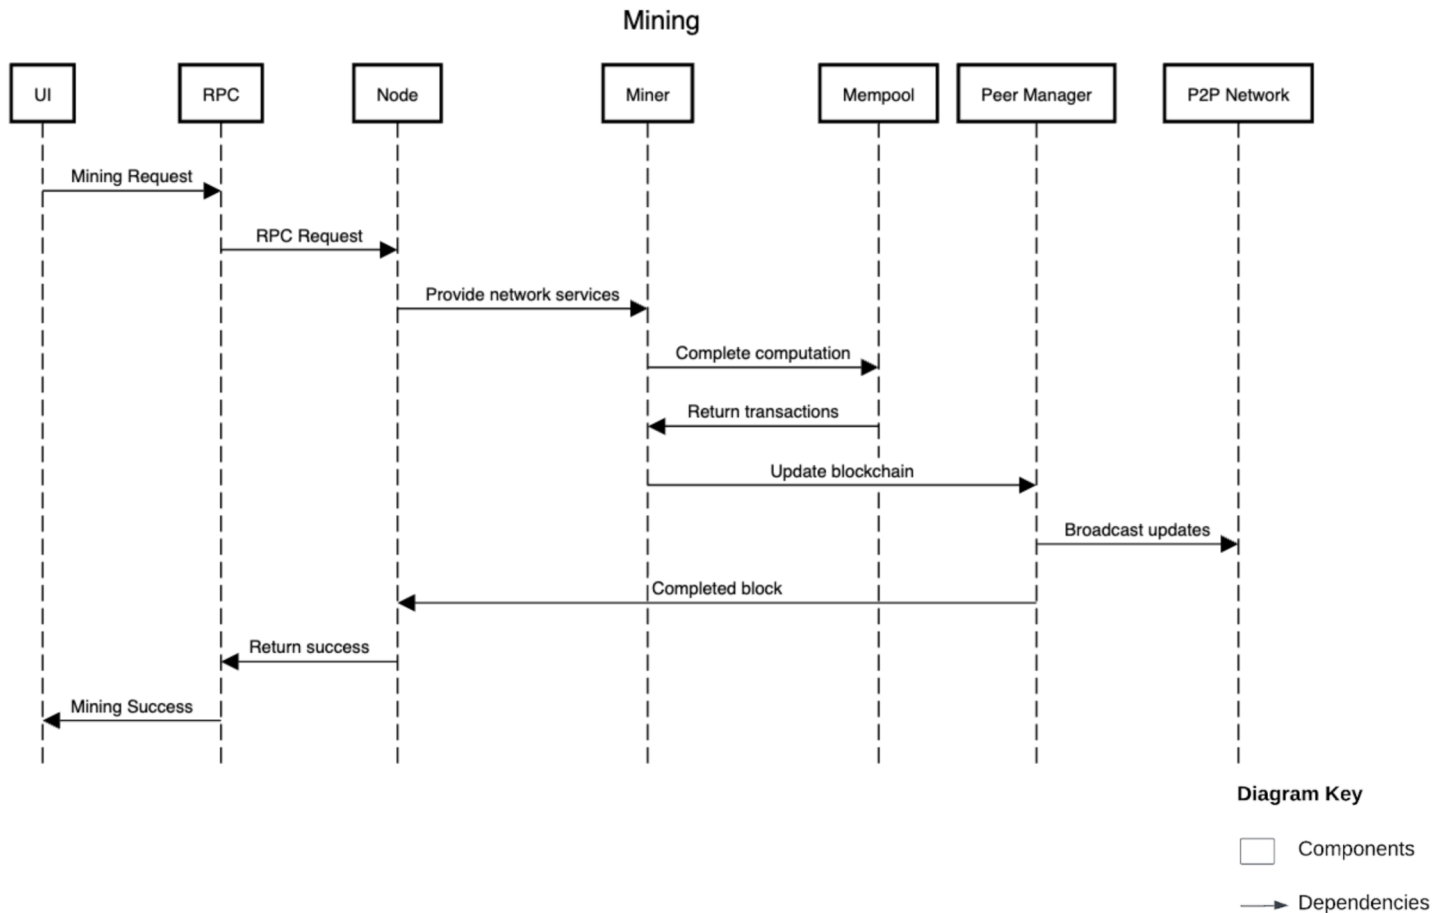 Mining
UI
RPC
Node
Miner
Mempool
Peer Manager
P2P Network
Mining Request
RPC Request
Provide network services
Complete computation
Return transactions
Update blockchain
Broadcast updates
Completed block
Return success
Mining Success
Diagram Key
Components
Dependencies